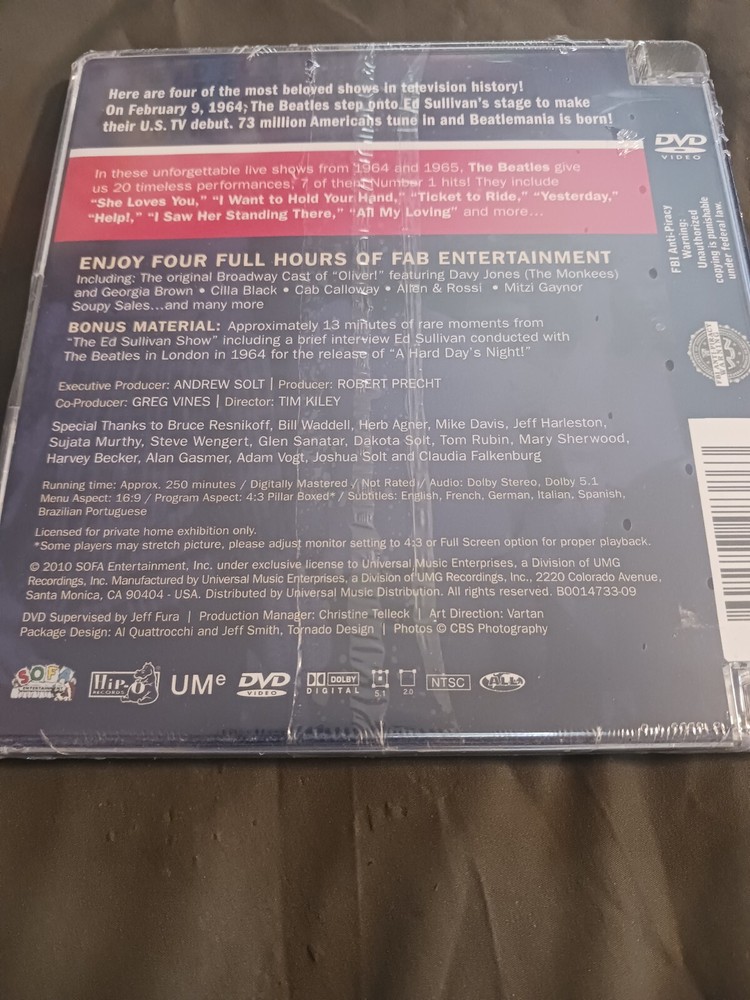 Here are four of the most beloved shows in television history!
On February 9, 1964, The Beatles step onto Ed Sullivan's stage to make
their U.S. TV debut. 73 million Americans tune in and Beatlemania is born!
In these unforgettable live shows from 1964 and 1965, The Beatles give
us 20 timeless performances, 7 of them Number 1 hits! They include
"She Loves You," "I Want to Hold Your Hand," "Ticket to Ride," "Yesterday,"
"Help!," "I Saw Her Standing There," "All My Loving" and more...
ENJOY FOUR FULL HOURS OF FAB ENTERTAINMENT
Including: The original Broadway Cast of "Oliver!" featuring Davy Jones (The Monkees)
and Georgia Brown • Cilla Black • Cab Calloway • Allen & Rossi • Mitzi Gaynor
Soupy Sales...and many more
BONUS MATERIAL: Approximately 13 minutes of rare moments from
"The Ed Sullivan Show" including a brief interview Ed Sullivan conducted with
The Beatles in London in 1964 for the release of "A Hard Day's Night!"
Executive Producer: ANDREW SOLT | Producer: ROBERT PRECHT
Co-Producer: GREG VINES | Director: TIM KILEY
Special Thanks to Bruce Resnikoff, Bill Waddell, Herb Agner, Mike Davis, Jeff Harleston,
Sujata Murthy, Steve Wengert, Glen Sanatar, Dakota Solt, Tom Rubin, Mary Sherwood,
Harvey Becker, Alan Gasmer, Adam Vogt, Joshua Solt and Claudia Falkenburg
Running time: Approx. 250 minutes / Digitally Mastered / Not Rated / Audio: Dolby Stereo, Dolby 5.1
Menu Aspect: 16:9 / Program Aspect: 4:3 Pillar Boxed* / Subtitles: English, French, German, Italian, Spanish,
Brazilian Portuguese
Licensed for private home exhibition only.
*Some players may stretch picture, please adjust monitor setting to 4:3 or Full Screen option for proper playback.
© 2010 SOFA Entertainment, Inc. under exclusive license to Universal Music Enterprises, a Division of UMG
Recordings, Inc. Manufactured by Universal Music Enterprises, a Division of UMG Recordings, Inc., 2220 Colorado Avenue,
Santa Monica, CA 90404 - USA. Distributed by Universal Music Distribution. All rights reserved. B0014733-09
DVD Supervised by Jeff Fura | Production Manager: Christine Telleck | Art Direction: Vartan
Package Design: Al Quattrocchi and Jeff Smith, Tornado Design | Photos © CBS Photography
SOFA ENTERTAINMENT
HIP-O RECORDS
UMe
DVD VIDEO
DOLBY DIGITAL
5.1
2.0
NTSC
ALL
DVD VIDEO
FBI Anti-Piracy
Warning:
Unauthorized
copying is punishable
under federal law.